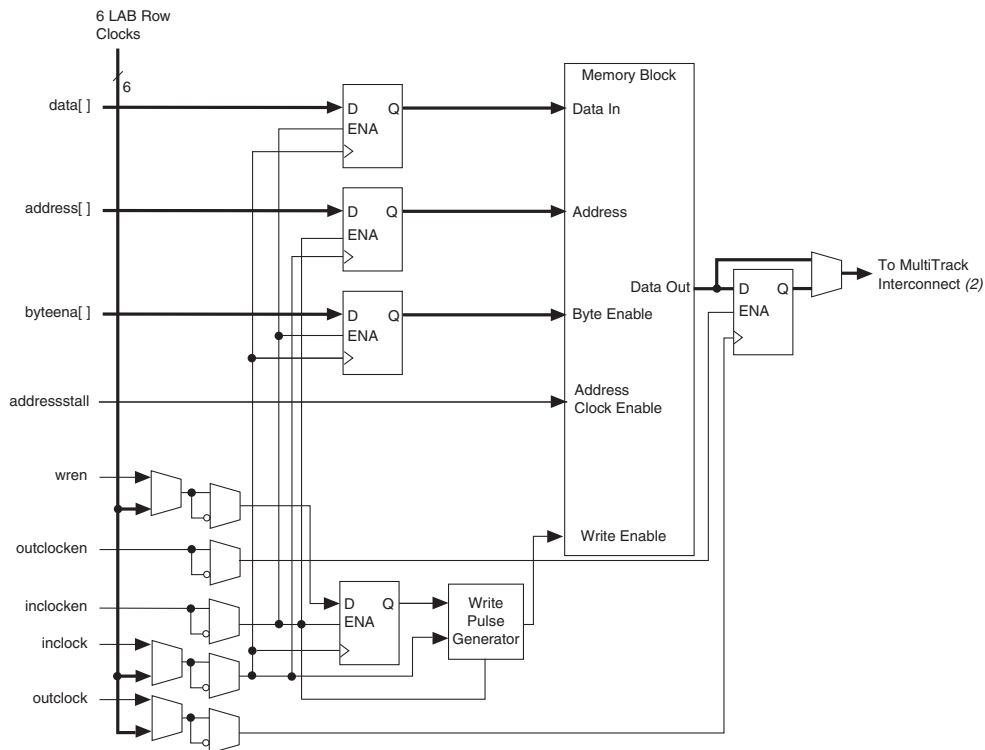 6 LAB Row
Clocks
6
data[ ]
D Q
ENA
Memory Block
Data In
address[ ]
D Q
ENA
Address
byteena[ ]
D Q
ENA
Byte Enable
Data Out
D Q
ENA
To MultiTrack
Interconnect (2)
addressstall
Address
Clock Enable
wren
outclocken
Write Enable
inclocken
D Q
ENA
Write
Pulse
Generator
inclock
outclock